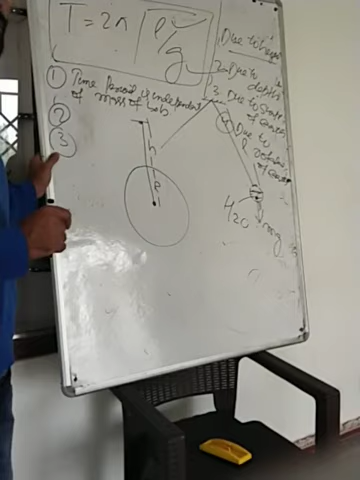 T = 2π √l/g
Due to height
2. Due to depth
3. Due to shape of earth
④ Due to rotation of earth
① Time Period is independent of mass of bob
②
③
h
R
H2O
mg